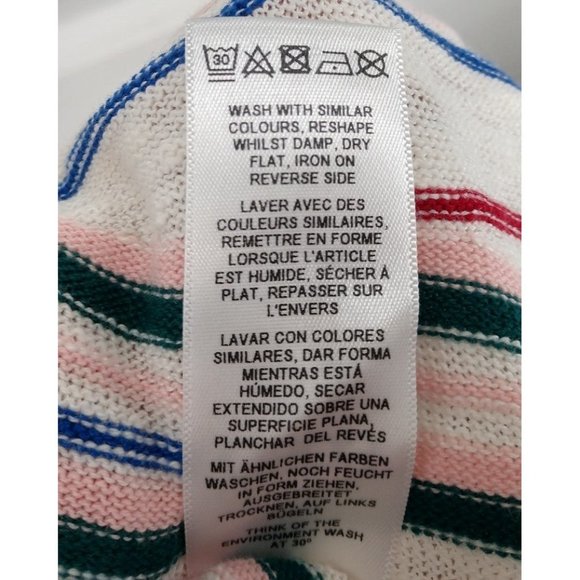 30
WASH WITH SIMILAR
COLOURS, RESHAPE
WHILST DAMP, DRY
FLAT, IRON ON
REVERSE SIDE
LAVER AVEC DES
COULEURS SIMILAIRES,
REMETTRE EN FORME
LORSQUE L'ARTICLE
EST HUMIDE, SÉCHER À
PLAT, REPASSER SUR
L'ENVERS
LAVAR CON COLORES
SIMILARES, DAR FORMA
MIENTRAS ESTÁ
HÚMEDO, SECAR
EXTENDIDO SOBRE UNA
SUPERFICIE PLANA,
PLANCHAR DEL REVÉS
MIT ÄHNLICHEN FARBEN
WASCHEN, NOCH FEUCHT
IN FORM ZIEHEN,
AUSGEBREITET
TROCKNEN, AUF LINKS
BÜGELN
THINK OF THE
ENVIRONMENT WASH
AT 30º